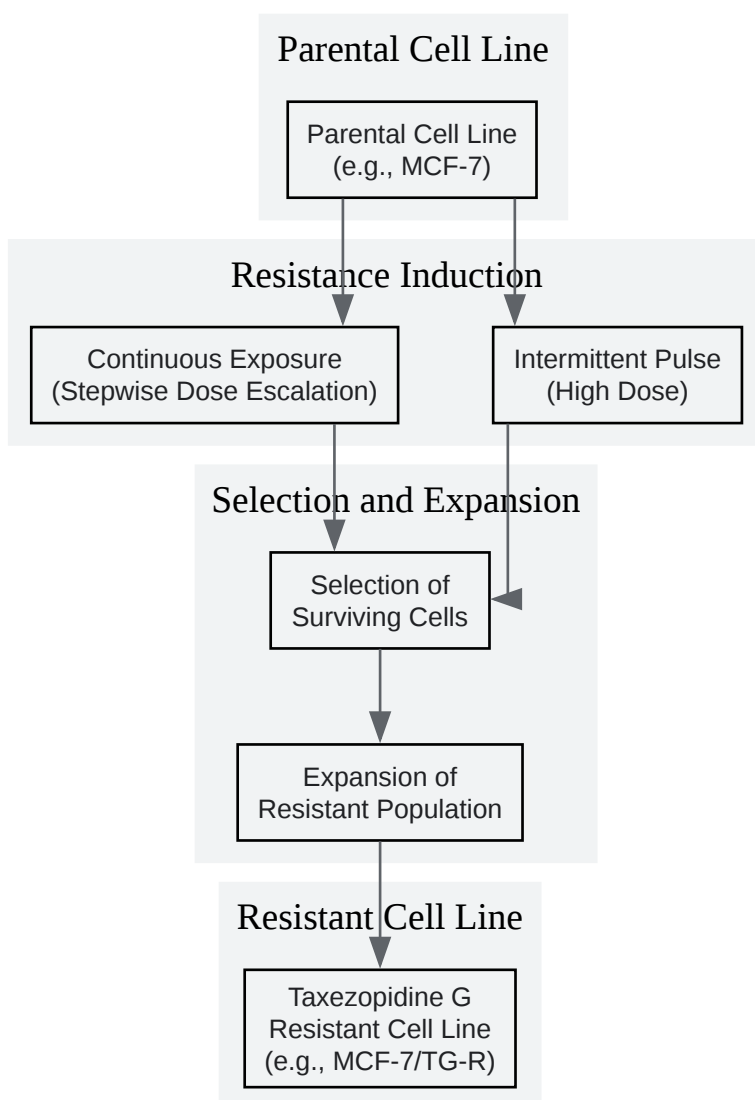 Parental Cell Line
Parental Cell Line
(e.g., MCF-7)
Resistance Induction
Continuous Exposure
(Stepwise Dose Escalation)
Intermittent Pulse
(High Dose)
Selection and Expansion
Selection of
Surviving Cells
Expansion of
Resistant Population
Resistant Cell Line
Taxezopidine G
Resistant Cell Line
(e.g., MCF-7/TG-R)